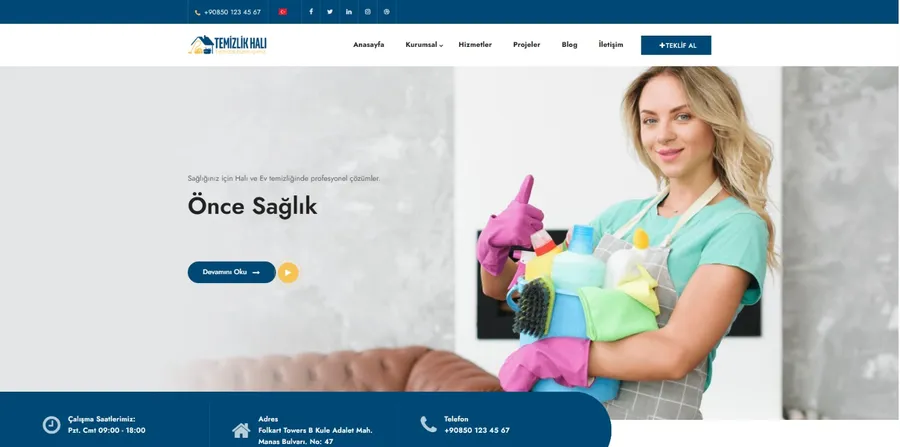 +90850 123 45 67
TEMİZLİK HALI
Anasayfa
Kurumsal
Hizmetler
Projeler
Blog
İletişim
+TEKLİF AL
Sağlığınız için Halı ve Ev temizliğinde profesyonel çözümler.
Önce Sağlık
Devamını Oku
Çalışma Saatlerimiz:
Pzt. Cmt 09:00 - 18:00
Adres
Folkart Towers B Kule Adalet Mah.
Manas Bulvarı. No: 47
Telefon
+90850 123 45 67